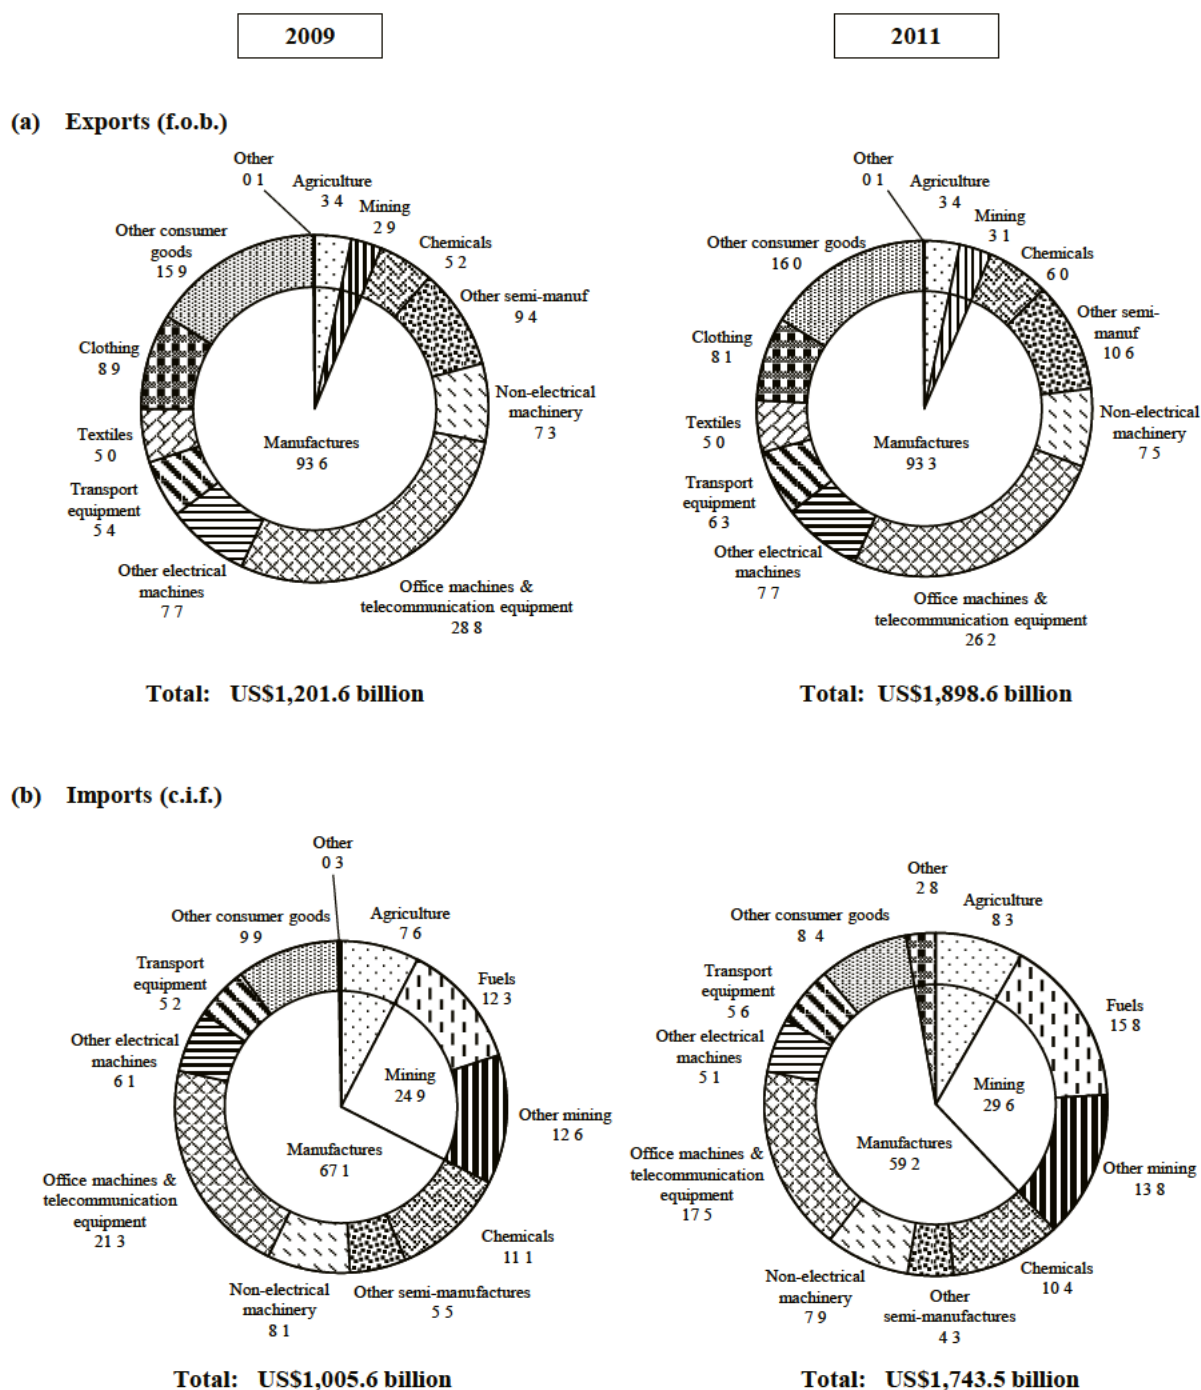 2009
2011
(a) Exports (f.o.b.)
Other
0 1
Agriculture
3 4
Mining
2 9
Chemicals
5 2
Other semi-manuf
9 4
Non-electrical
machinery
7 3
Office machines &
telecommunication equipment
28 8
Other electrical
machines
7 7
Transport
equipment
5 4
Textiles
5 0
Clothing
8 9
Other consumer
goods
15 9
Manufactures
93 6
Total: US$1,201.6 billion
Other
0 1
Agriculture
3 4
Mining
3 1
Chemicals
6 0
Other semi-
manuf
10 6
Non-electrical
machinery
7 5
Office machines &
telecommunication equipment
26 2
Other electrical
machines
7 7
Transport
equipment
6 3
Textiles
5 0
Clothing
8 1
Other consumer goods
16 0
Manufactures
93 3
Total: US$1,898.6 billion
(b) Imports (c.i.f.)
Other
0 3
Agriculture
7 6
Fuels
12 3
Mining
24 9
Other mining
12 6
Chemicals
11 1
Other semi-manufactures
5 5
Non-electrical
machinery
8 1
Office machines &
telecommunication
equipment
21 3
Other electrical
machines
6 1
Transport
equipment
5 2
Other consumer goods
9 9
Manufactures
67 1
Total: US$1,005.6 billion
Other
2 8
Agriculture
8 3
Fuels
15 8
Mining
29 6
Other mining
13 8
Chemicals
10 4
Other
semi-manufactures
4 3
Non-electrical
machinery
7 9
Office machines &
telecommunication
equipment
17 5
Other electrical
machines
5 1
Transport
equipment
5 6
Other consumer goods
8 4
Manufactures
59 2
Total: US$1,743.5 billion